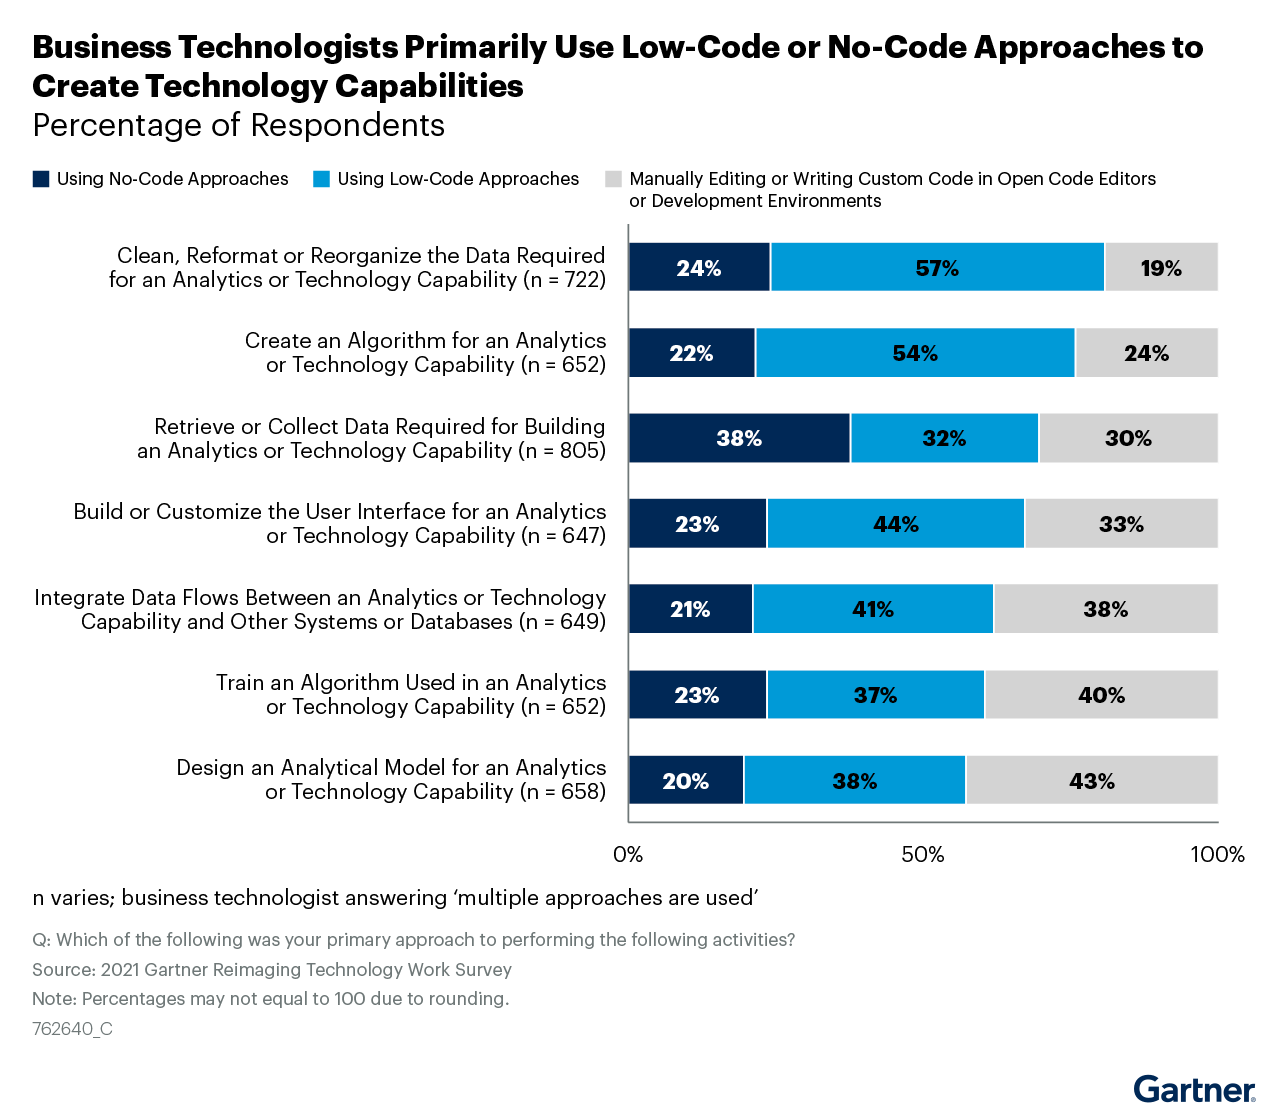 Business Technologists Primarily Use Low-Code or No-Code Approaches to
Create Technology Capabilities
Percentage of Respondents
Using No-Code Approaches
Using Low-Code Approaches
Manually Editing or Writing Custom Code in Open Code Editors
or Development Environments
Clean, Reformat or Reorganize the Data Required
for an Analytics or Technology Capability (n = 722)
24% 57% 19%
Create an Algorithm for an Analytics
or Technology Capability (n = 652)
22% 54% 24%
Retrieve or Collect Data Required for Building
an Analytics or Technology Capability (n = 805)
38% 32% 30%
Build or Customize the User Interface for an Analytics
or Technology Capability (n = 647)
23% 44% 33%
Integrate Data Flows Between an Analytics or Technology
Capability and Other Systems or Databases (n = 649)
21% 41% 38%
Train an Algorithm Used in an Analytics
or Technology Capability (n = 652)
23% 37% 40%
Design an Analytical Model for an Analytics
or Technology Capability (n = 658)
20% 38% 43%
0% 50% 100%
n varies; business technologist answering ‘multiple approaches are used’
Q: Which of the following was your primary approach to performing the following activities?
Source: 2021 Gartner Reimaging Technology Work Survey
Note: Percentages may not equal to 100 due to rounding.
762640_C
Gartner®